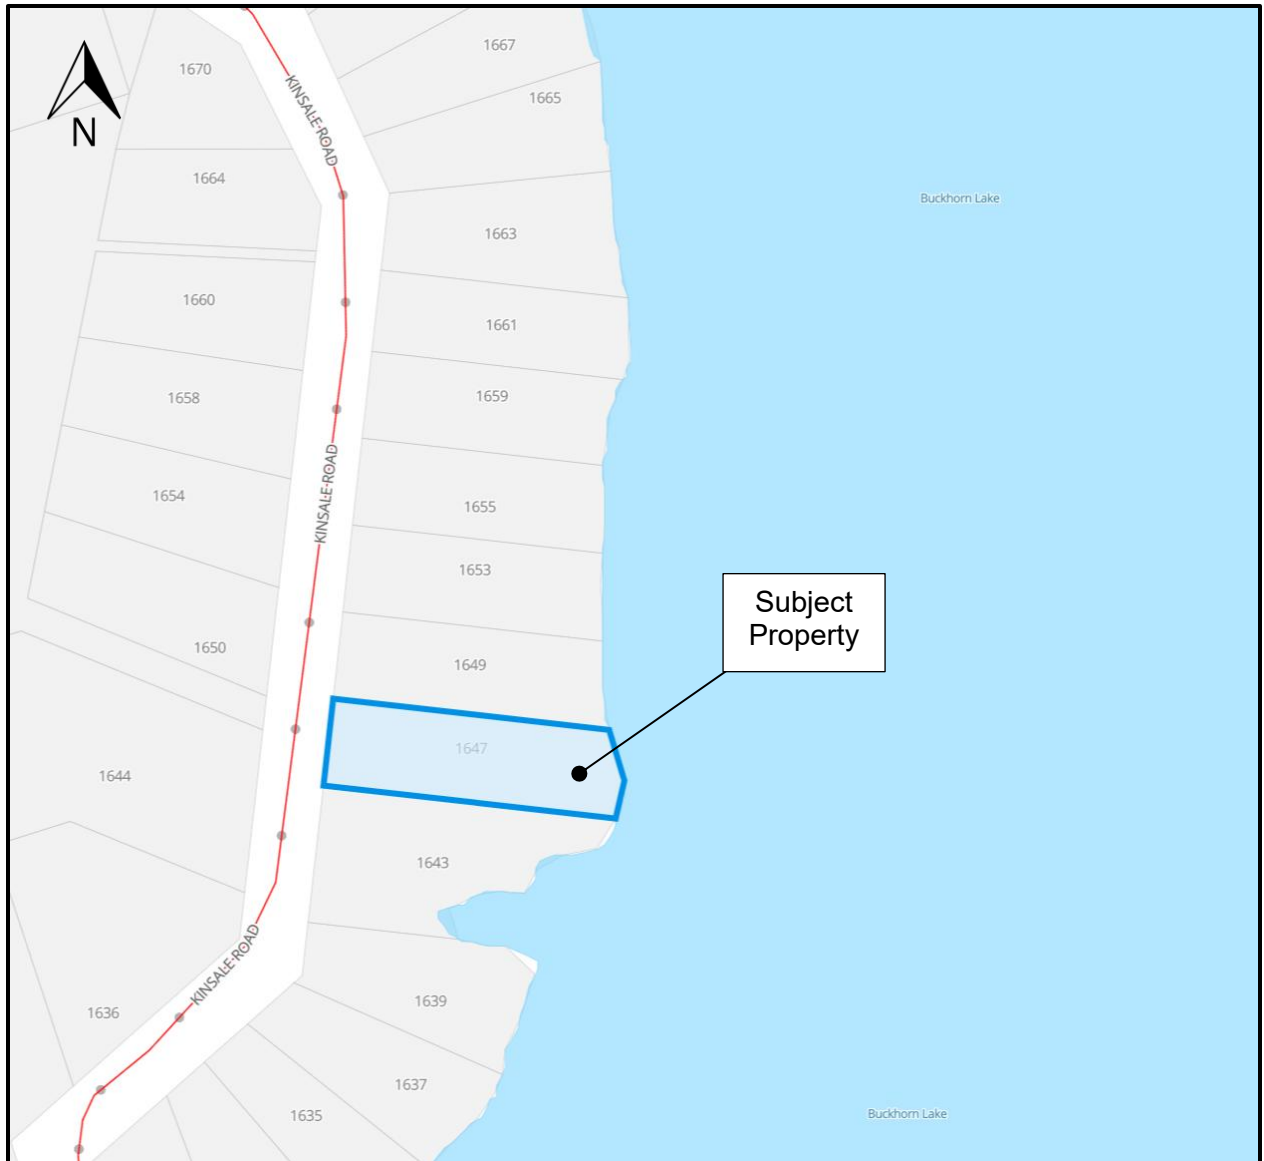 1667
1670
1665
KINSALE ROAD
N
1664
Buckhorn Lake
1663
1660
1661
1658
1659
KINSALE ROAD
1654
1655
1653
Subject
Property
1650
1649
1647
1644
1643
KINSALE ROAD
1639
1636
1637
1635
Buckhorn Lake